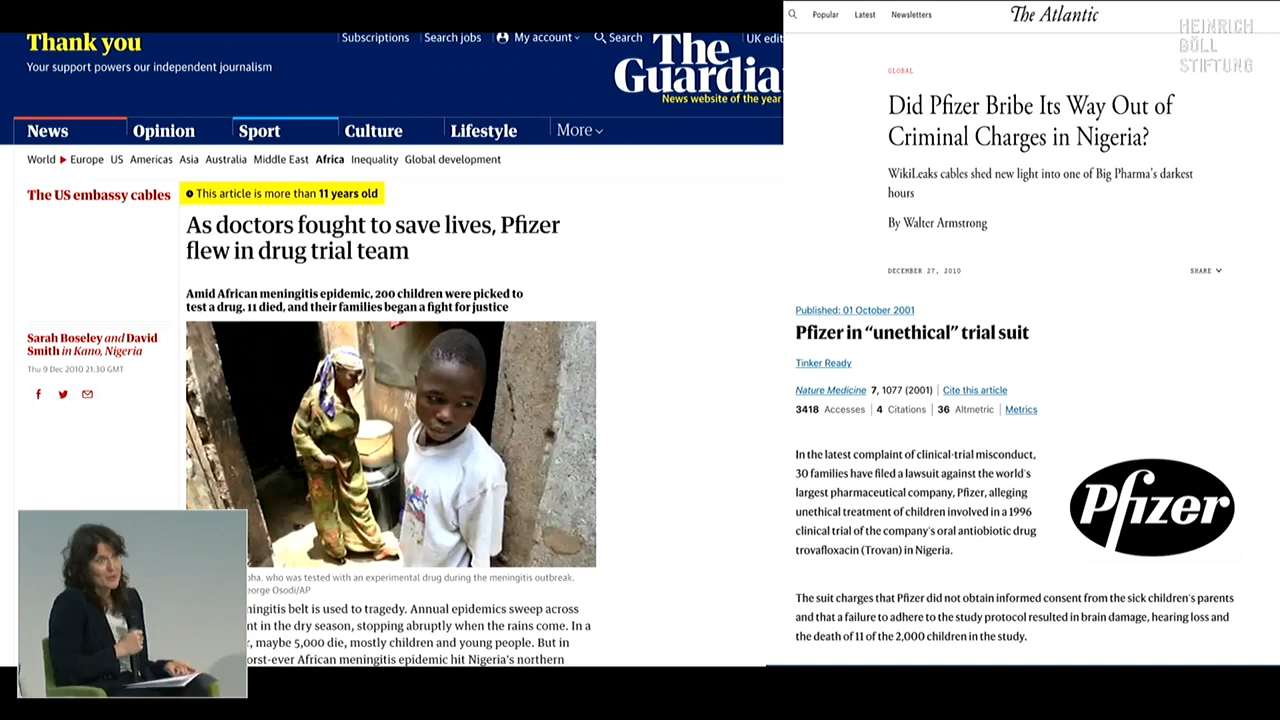 Thank you
Your support powers our independent journalism
Subscriptions
Search jobs
My account
Search
UK edit
The
Guardia
News website of the year
News
Opinion
Sport
Culture
Lifestyle
More
World
Europe
US
Americas
Asia
Australia
Middle East
Africa
Inequality
Global development
The US embassy cables
This article is more than 11 years old
As doctors fought to save lives, Pfizer
flew in drug trial team
Amid African meningitis epidemic, 200 children were picked to
test a drug. 11 died, and their families began a fight for justice
Sarah Boseley and David
Smith in Kano, Nigeria
Thu 9 Dec 2010 21.30 GMT
who was tested with an experimental drug during the meningitis outbreak.
Osodi/AP
belt is used to tragedy. Annual epidemics sweep across
in the dry season, stopping abruptly when the rains come. In a
maybe 5,000 die, mostly children and young people. But in
African meningitis epidemic hit Nigeria's northern
Popular
Latest
Newsletters
The Atlantic
HEINRICH
BÖLL
STIFTUNG
GLOBAL
Did Pfizer Bribe Its Way Out of
Criminal Charges in Nigeria?
WikiLeaks cables shed new light into one of Big Pharma's darkest
hours
By Walter Armstrong
DECEMBER 27, 2010
SHARE
Published: 01 October 2001
Pfizer in “unethical” trial suit
Tinker Ready
Nature Medicine 7, 1077 (2001) | Cite this article
3418 Accesses | 4 Citations | 36 Altmetric | Metrics
In the latest complaint of clinical-trial misconduct,
30 families have filed a lawsuit against the world's
largest pharmaceutical company, Pfizer, alleging
unethical treatment of children involved in a 1996
clinical trial of the company's oral antibiotic drug
trovafloxacin (Trovan) in Nigeria.
Pfizer
The suit charges that Pfizer did not obtain informed consent from the sick children's parents
and that a failure to adhere to the study protocol resulted in brain damage, hearing loss and
the death of 11 of the 2,000 children in the study.